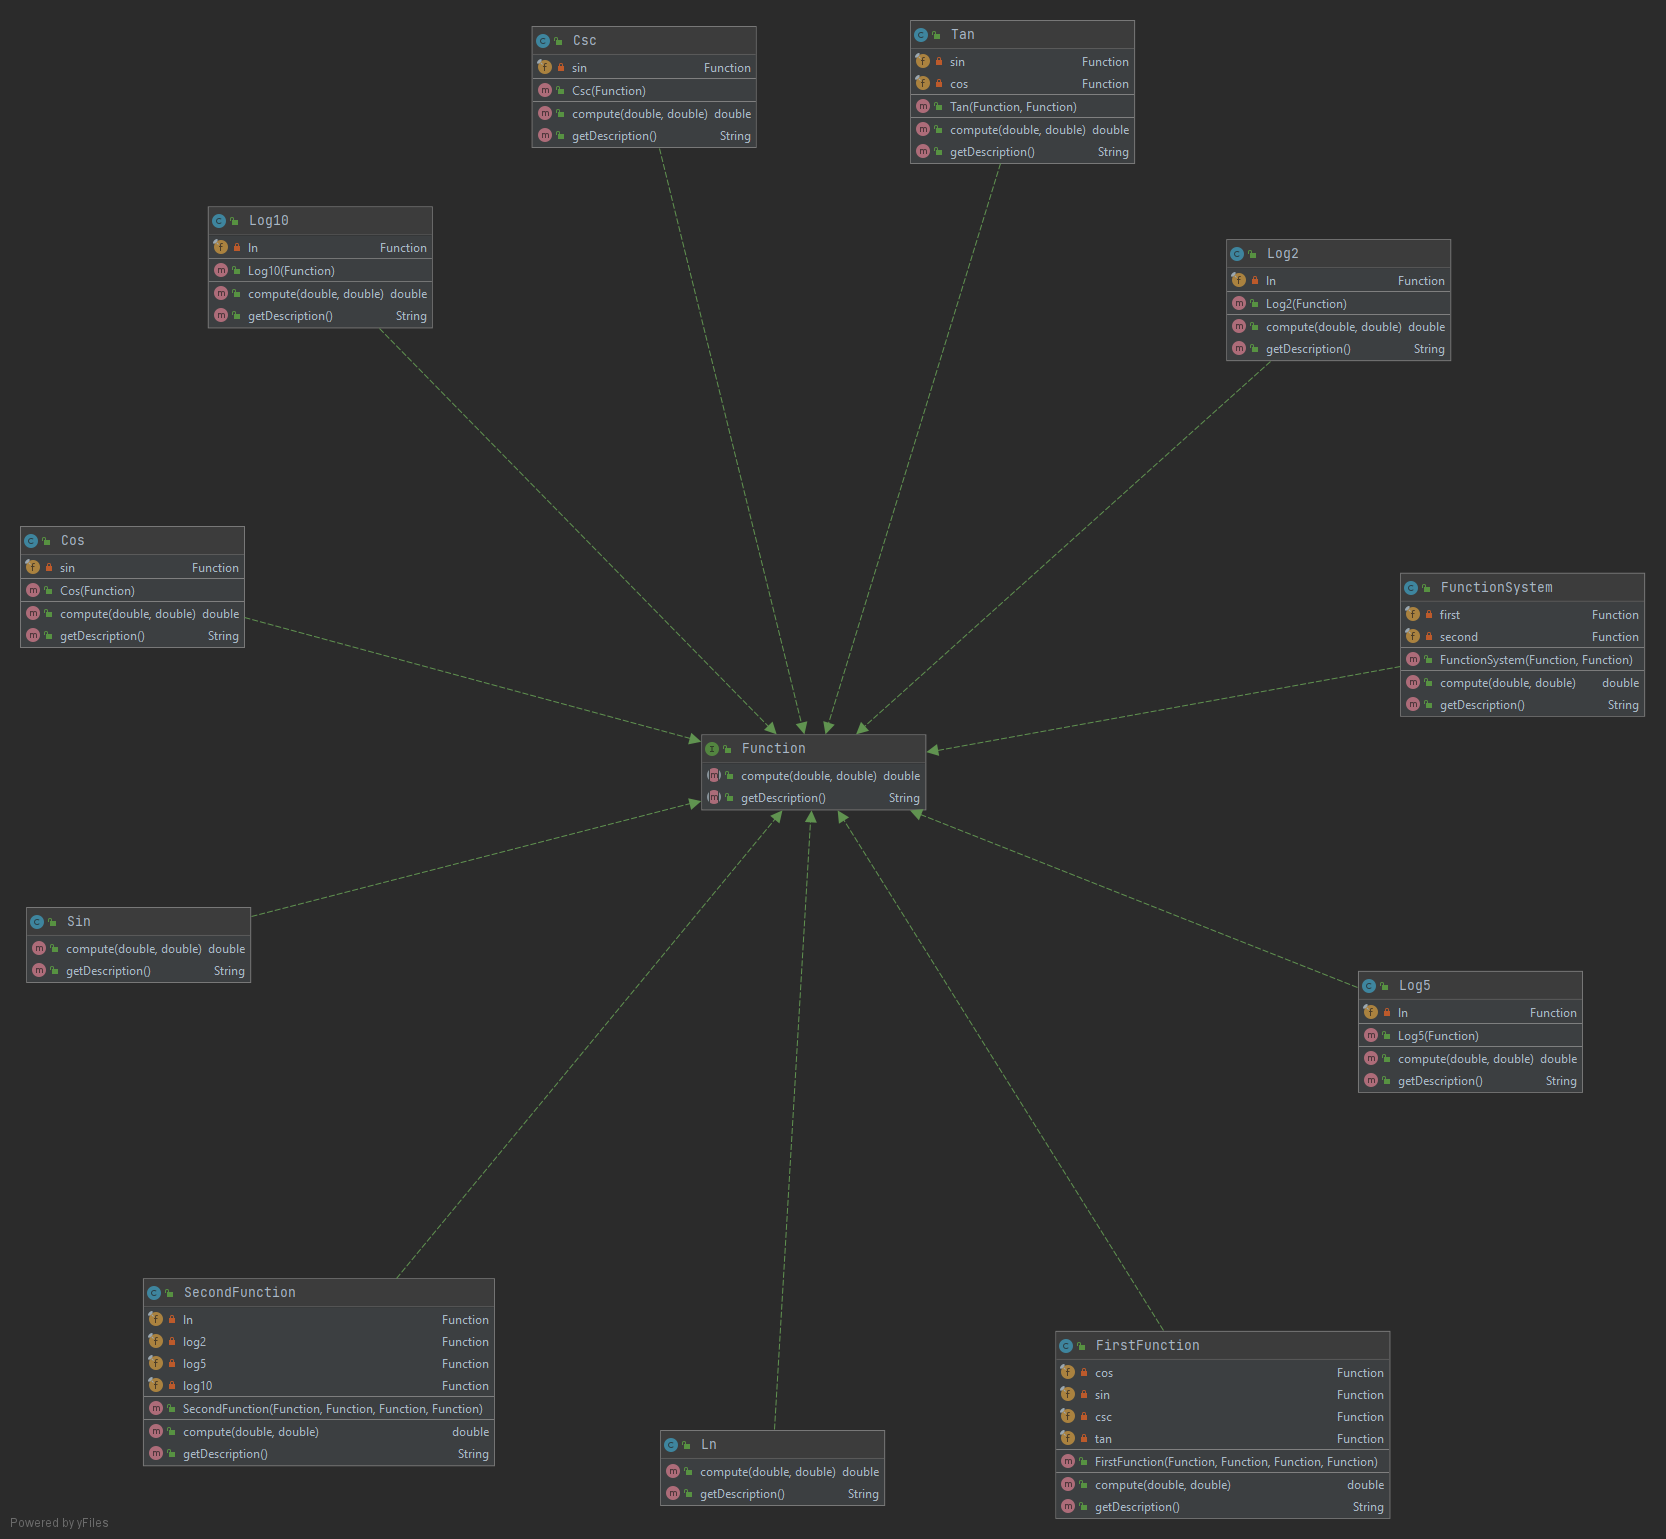 Csc
sin Function
Csc(Function)
compute(double, double) double
getDescription() String
Tan
sin Function
cos Function
Tan(Function, Function)
compute(double, double) double
getDescription() String
Log10
ln Function
Log10(Function)
compute(double, double) double
getDescription() String
Log2
ln Function
Log2(Function)
compute(double, double) double
getDescription() String
Cos
sin Function
Cos(Function)
compute(double, double) double
getDescription() String
FunctionSystem
first Function
second Function
FunctionSystem(Function, Function)
compute(double, double) double
getDescription() String
Function
compute(double, double) double
getDescription() String
Sin
compute(double, double) double
getDescription() String
Log5
ln Function
Log5(Function)
compute(double, double) double
getDescription() String
SecondFunction
ln Function
log2 Function
log5 Function
log10 Function
SecondFunction(Function, Function, Function, Function)
compute(double, double) double
getDescription() String
Ln
compute(double, double) double
getDescription() String
FirstFunction
cos Function
sin Function
csc Function
tan Function
FirstFunction(Function, Function, Function, Function)
compute(double, double) double
getDescription() String
Powered by yFiles